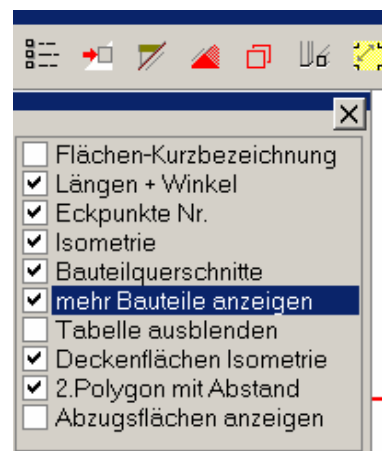 Flächen-Kurzbezeichnung
Längen + Winkel
Eckpunkte Nr.
Isometrie
Bauteilquerschnitte
mehr Bauteile anzeigen
Tabelle ausblenden
Deckenflächen Isometrie
2.Polygon mit Abstand
Abzugsflächen anzeigen